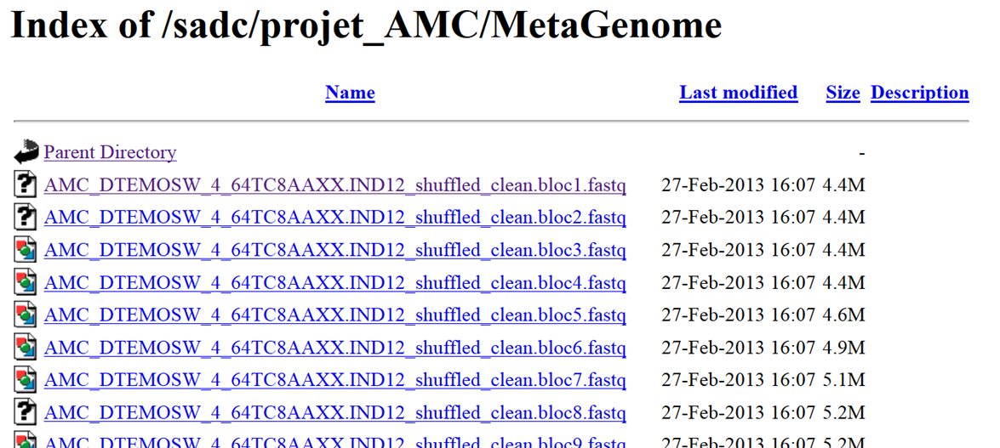 Index of /sadc/projet_AMC/MetaGenome
Name Last modified Size Description
Parent Directory -
AMC_DTEMOSW_4_64TC8AAXX.IND12_shuffled_clean.bloc1.fastq 27-Feb-2013 16:07 4.4M
AMC_DTEMOSW_4_64TC8AAXX.IND12_shuffled_clean.bloc2.fastq 27-Feb-2013 16:07 4.4M
AMC_DTEMOSW_4_64TC8AAXX.IND12_shuffled_clean.bloc3.fastq 27-Feb-2013 16:07 4.4M
AMC_DTEMOSW_4_64TC8AAXX.IND12_shuffled_clean.bloc4.fastq 27-Feb-2013 16:07 4.4M
AMC_DTEMOSW_4_64TC8AAXX.IND12_shuffled_clean.bloc5.fastq 27-Feb-2013 16:07 4.6M
AMC_DTEMOSW_4_64TC8AAXX.IND12_shuffled_clean.bloc6.fastq 27-Feb-2013 16:07 4.9M
AMC_DTEMOSW_4_64TC8AAXX.IND12_shuffled_clean.bloc7.fastq 27-Feb-2013 16:07 5.1M
AMC_DTEMOSW_4_64TC8AAXX.IND12_shuffled_clean.bloc8.fastq 27-Feb-2013 16:07 5.2M
AMC_DTEMOSW_4_64TC8AAXX.IND12_shuffled_clean.bloc9.fastq 27-Feb-2013 16:07 5.2M